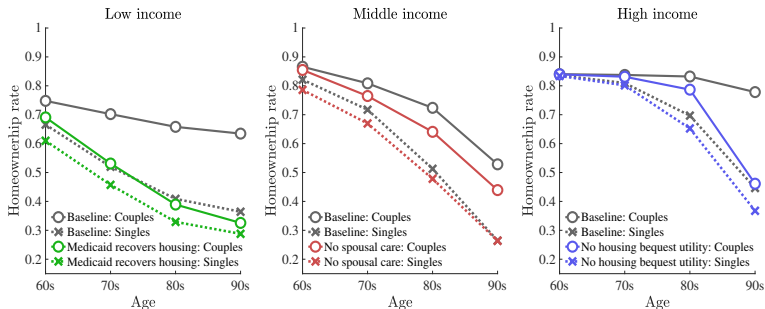 Low income
1
0.9
0.8
0.7
0.6
0.5
0.4
0.3
0.2
Homeownerhip rate
Baseline: Couples
Baseline: Singles
Medicaid recovers housing: Couples
Medicaid recovers housing: Singles
60s 70s 80s 90s
Age
Middle income
1
0.9
0.8
0.7
0.6
0.5
0.4
0.3
0.2
Homeownerhip rate
Baseline: Couples
Baseline: Singles
No spousal care: Couples
No spousal care: Singles
60s 70s 80s 90s
Age
High income
1
0.9
0.8
0.7
0.6
0.5
0.4
0.3
0.2
Homeownerhip rate
Baseline: Couples
Baseline: Singles
No housing bequest utility: Couples
No housing bequest utility: Singles
60s 70s 80s 90s
Age